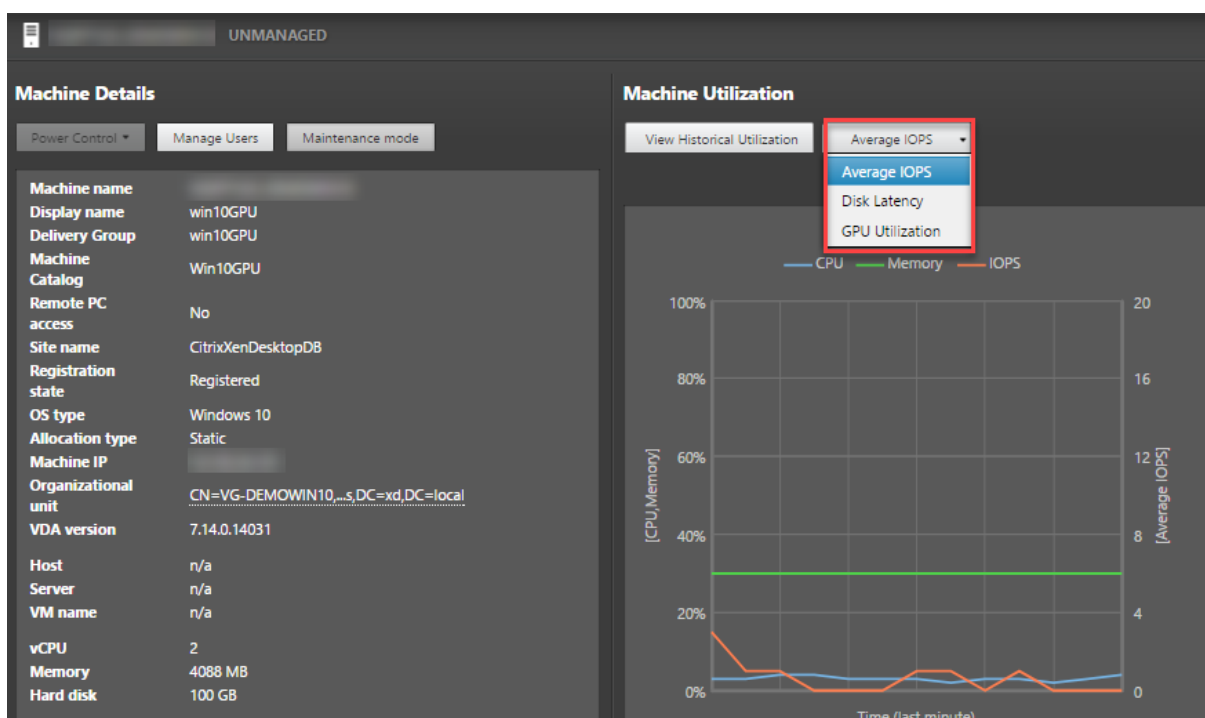 UNMANAGED
Machine Details
Power Control
Manage Users
Maintenance mode
Machine name
Display name win10GPU
Delivery Group win10GPU
Machine
Catalog
Win10GPU
Remote PC
access
No
Site name CitrixXenDesktopDB
Registration
state
Registered
OS type Windows 10
Allocation type Static
Machine IP
Organizational
unit
CN=VG-DEMOWIN10,...s,DC=xd,DC=local
VDA version 7.14.0.14031
Host n/a
Server n/a
VM name n/a
vCPU 2
Memory 4088 MB
Hard disk 100 GB
Machine Utilization
View Historical Utilization
Average IOPS
Average IOPS
Disk Latency
GPU Utilization
CPU Memory IOPS
100% 20
80% 16
60% 12
40% 8
20% 4
0% 0
[CPU,Memory]
[Average IOPS]
Time (last minute)